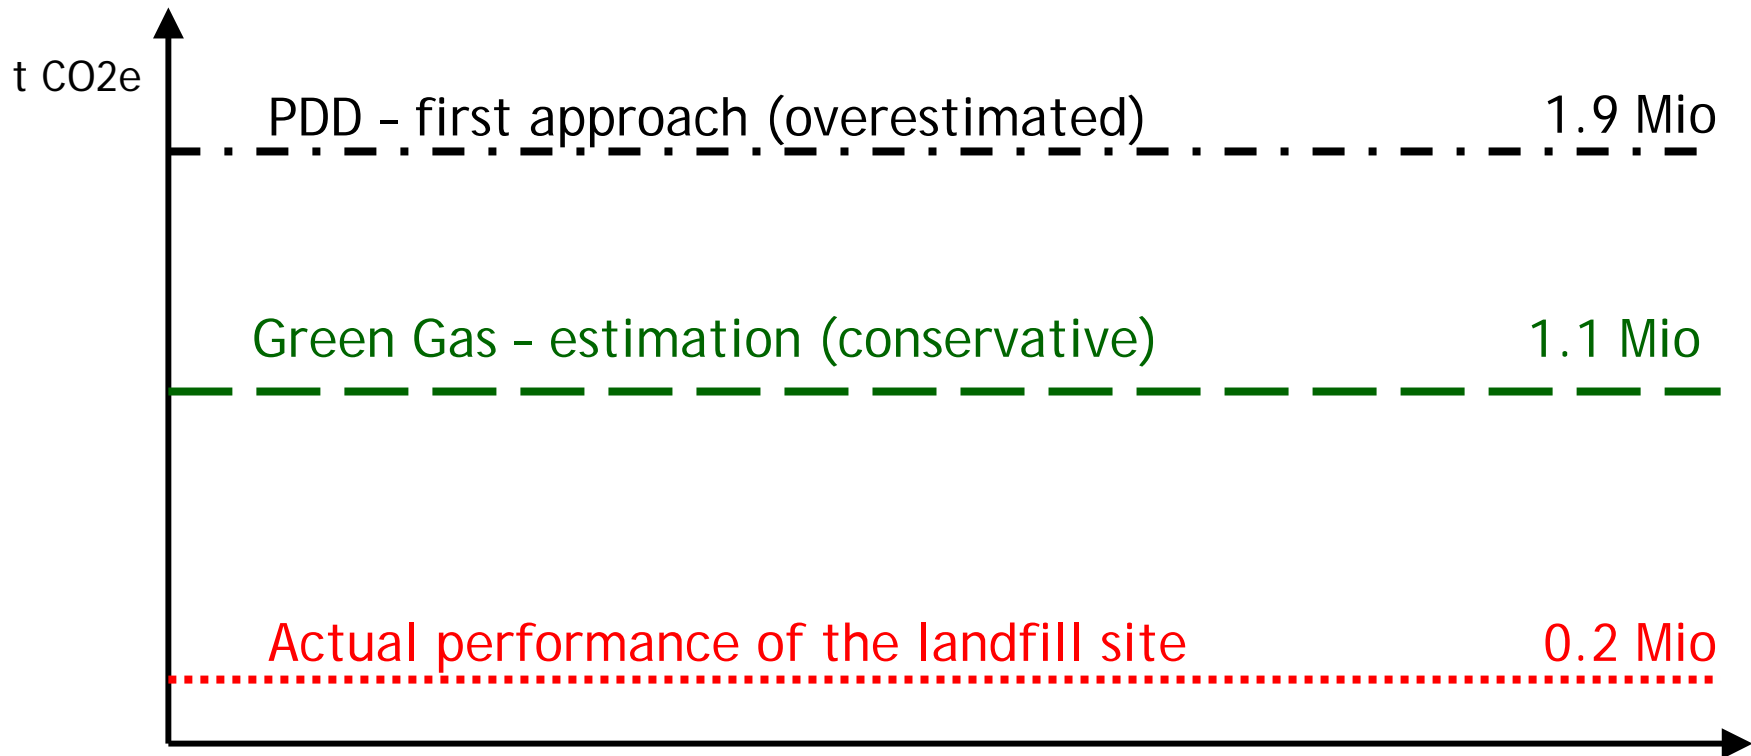 t CO2e
PDD – first approach (overestimated) 1.9 Mio
Green Gas – estimation (conservative) 1.1 Mio
Actual performance of the landfill site 0.2 Mio